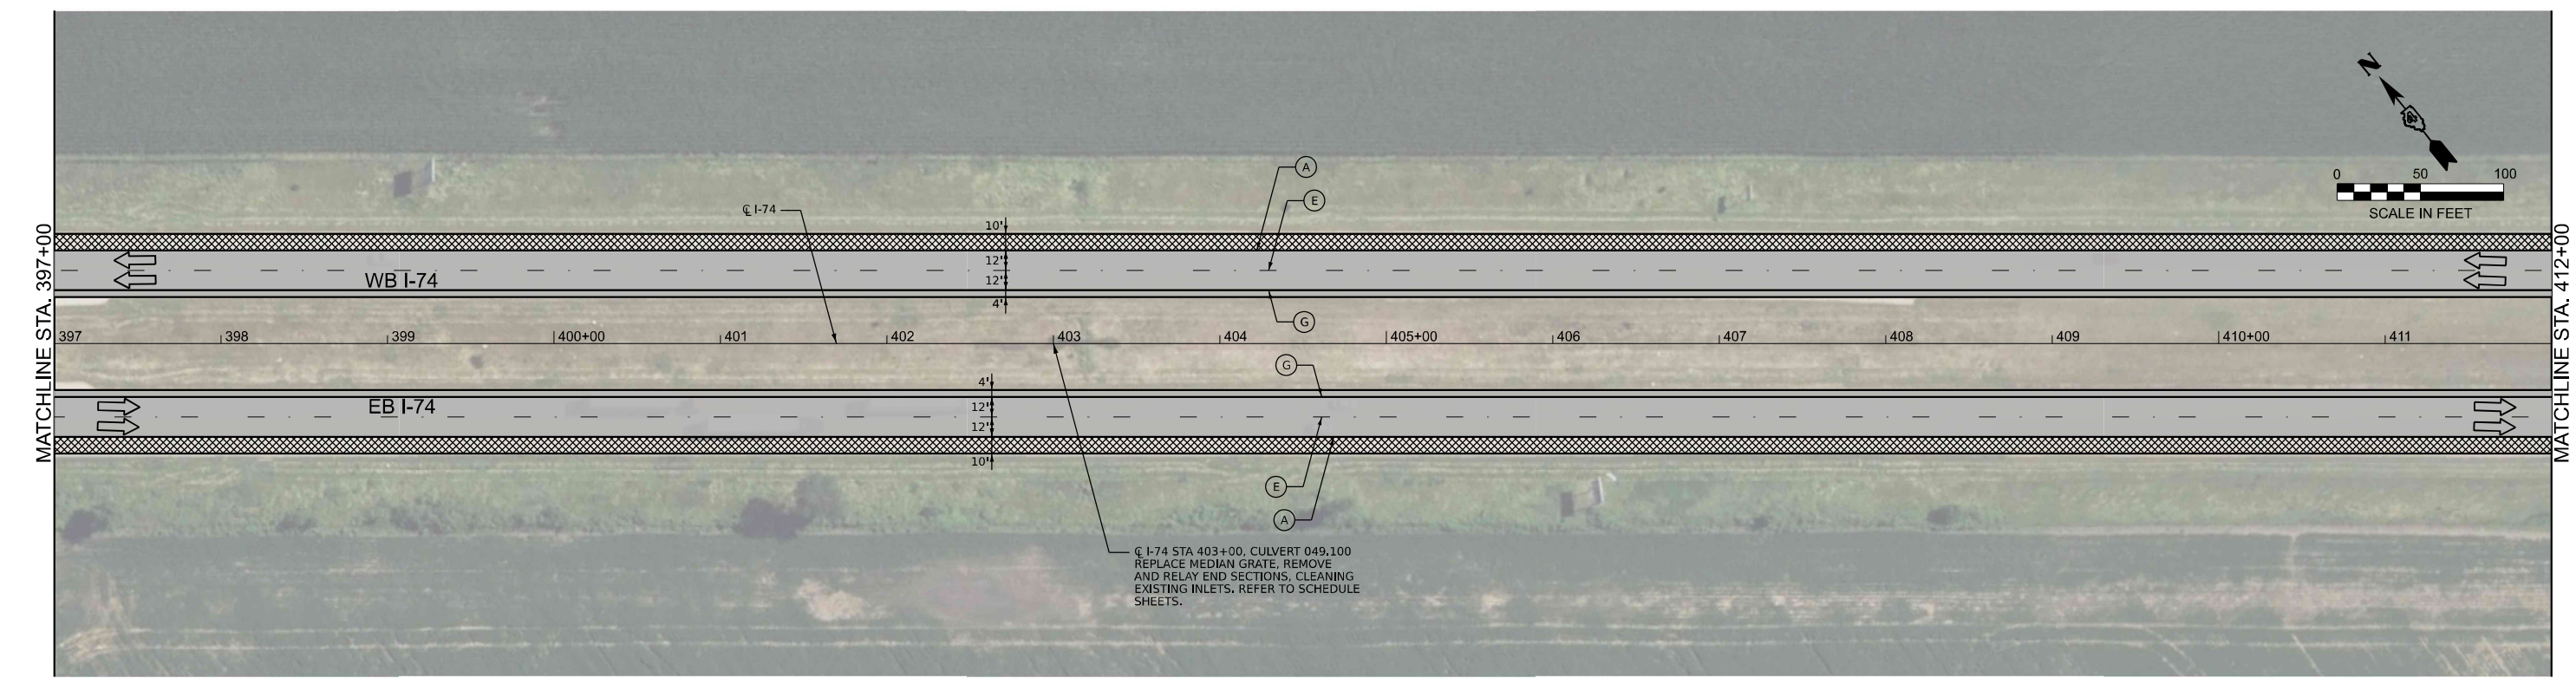 N
0 50 100
SCALE IN FEET
A
E
℄ I-74
10'
12'
WB I-74
12'
4'
G
MATCHLINE STA. 397+00
MATCHLINE STA. 412+00
397 398 399 400+00 401 402 403 404 405+00 406 407 408 409 410+00 411
G
4'
EB I-74
12'
12'
10'
E
A
℄ I-74 STA 403+00, CULVERT 049.100
REPLACE MEDIAN GRATE, REMOVE
AND RELAY END SECTIONS, CLEANING
EXISTING INLETS. REFER TO SCHEDULE
SHEETS.